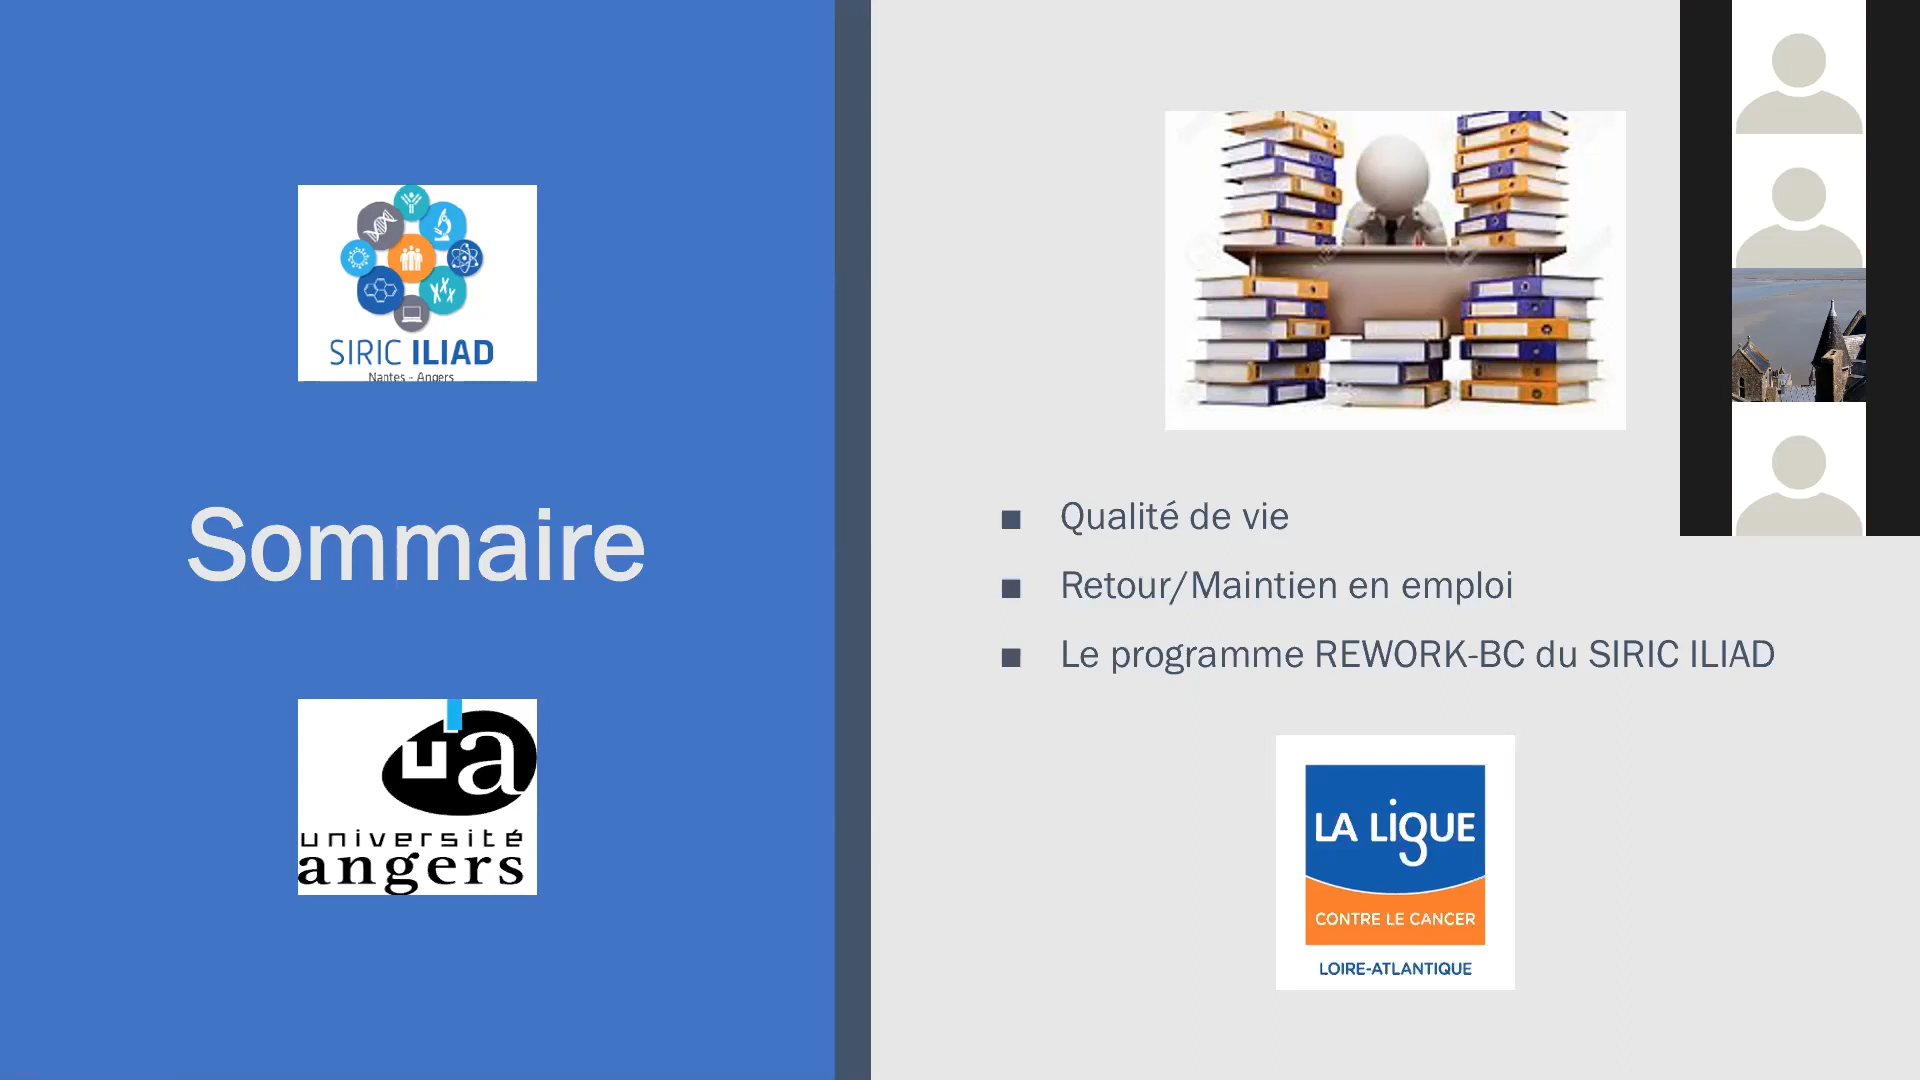 SIRIC ILIAD
Nantes - Angers
Sommaire
ua
université
angers
■ Qualité de vie
■ Retour/Maintien en emploi
■ Le programme REWORK-BC du SIRIC ILIAD
LA LiGUE
CONTRE LE CANCER
LOIRE-ATLANTIQUE